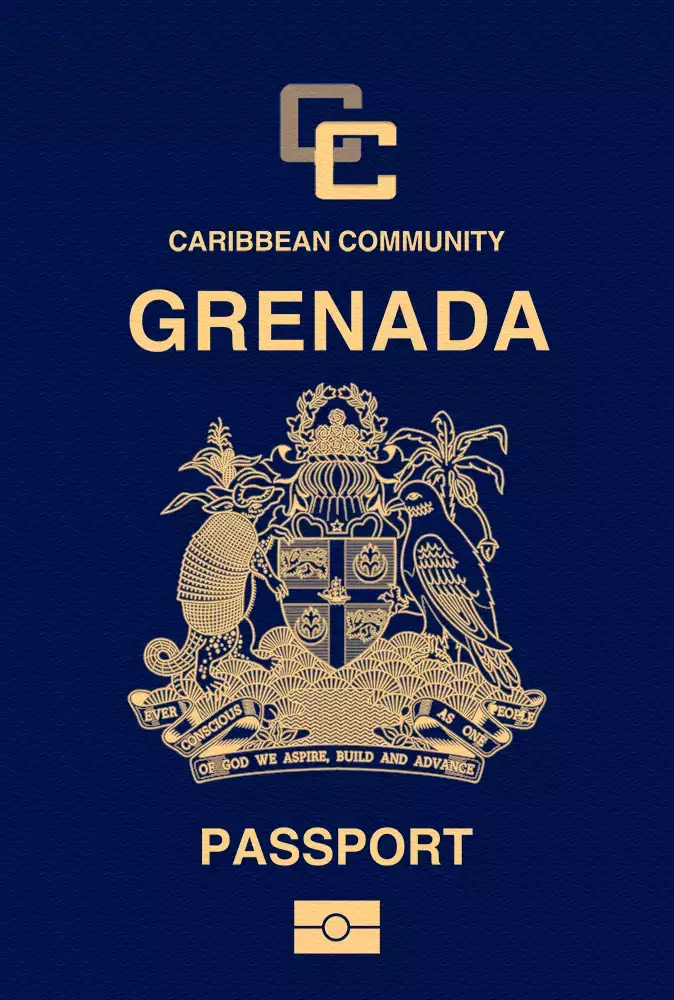 CARIBBEAN COMMUNITY
GRENADA
EVER
CONSCIOUS
OF GOD WE ASPIRE, BUILD AND ADVANCE
AS ONE
PEOPLE
PASSPORT